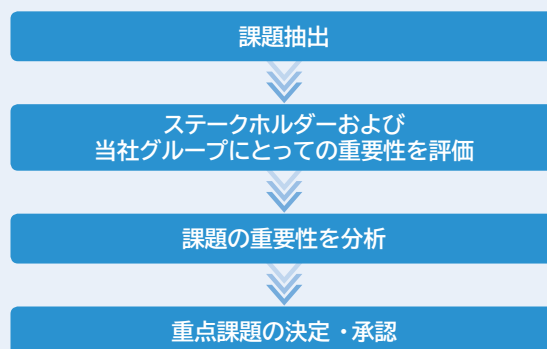 課題抽出
ステークホルダーおよび
当社グループにとっての重要性を評価
課題の重要性を分析
重点課題の決定・承認